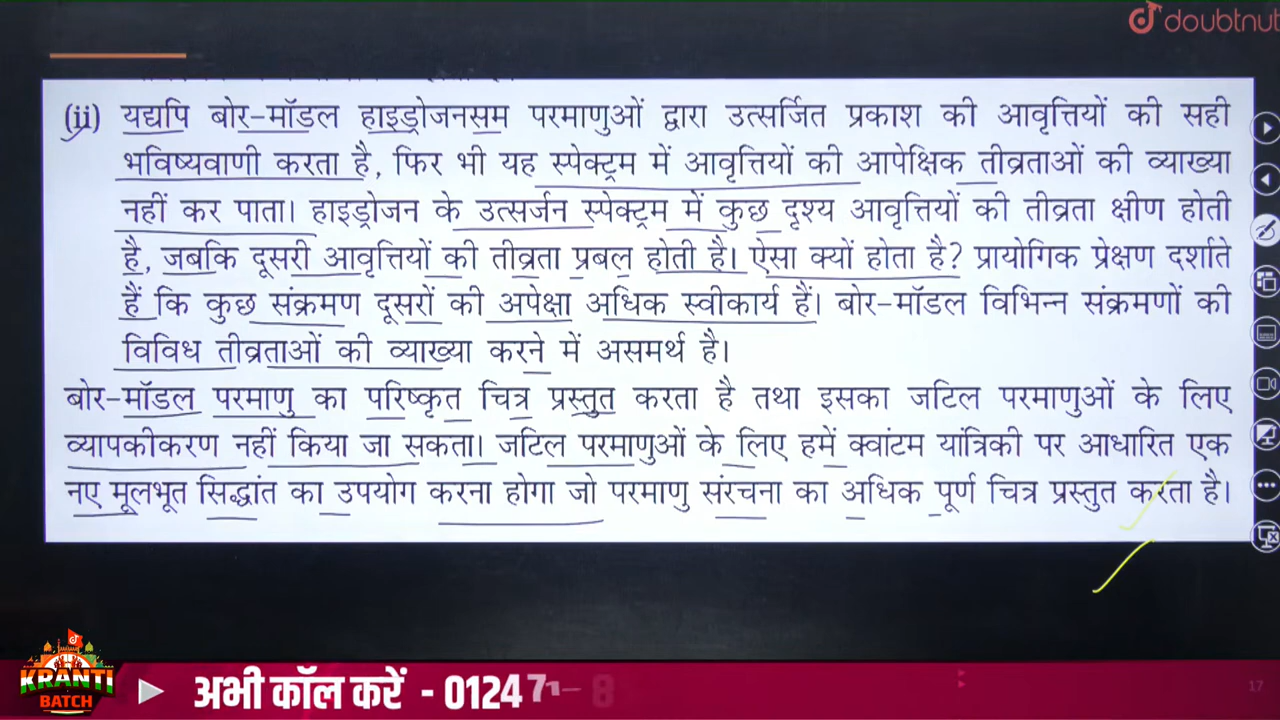 doubtnut
(ii) यद्यपि बोर-मॉडल हाइड्रोजनसम परमाणुओं द्वारा उत्सर्जित प्रकाश की आवृत्तियों की सही
भविष्यवाणी करता है, फिर भी यह स्पेक्ट्रम में आवृत्तियों की आपेक्षिक तीव्रताओं की व्याख्या
नहीं कर पाता। हाइड्रोजन के उत्सर्जन स्पेक्ट्रम में कुछ दृश्य आवृत्तियों की तीव्रता क्षीण होती
है, जबकि दूसरी आवृत्तियों की तीव्रता प्रबल होती है। ऐसा क्यों होता है? प्रायोगिक प्रेक्षण दर्शाते
हैं कि कुछ संक्रमण दूसरों की अपेक्षा अधिक स्वीकार्य हैं। बोर-मॉडल विभिन्न संक्रमणों की
विविध तीव्रताओं की व्याख्या करने में असमर्थ है।
बोर-मॉडल परमाणु का परिष्कृत चित्र प्रस्तुत करता है तथा इसका जटिल परमाणुओं के लिए
व्यापकीकरण नहीं किया जा सकता। जटिल परमाणुओं के लिए हमें क्वांटम यांत्रिकी पर आधारित एक
नए मूलभूत सिद्धांत का उपयोग करना होगा जो परमाणु संरचना का अधिक पूर्ण चित्र प्रस्तुत करता है।
KRANTI
BATCH
अभी कॉल करें - 0124
17